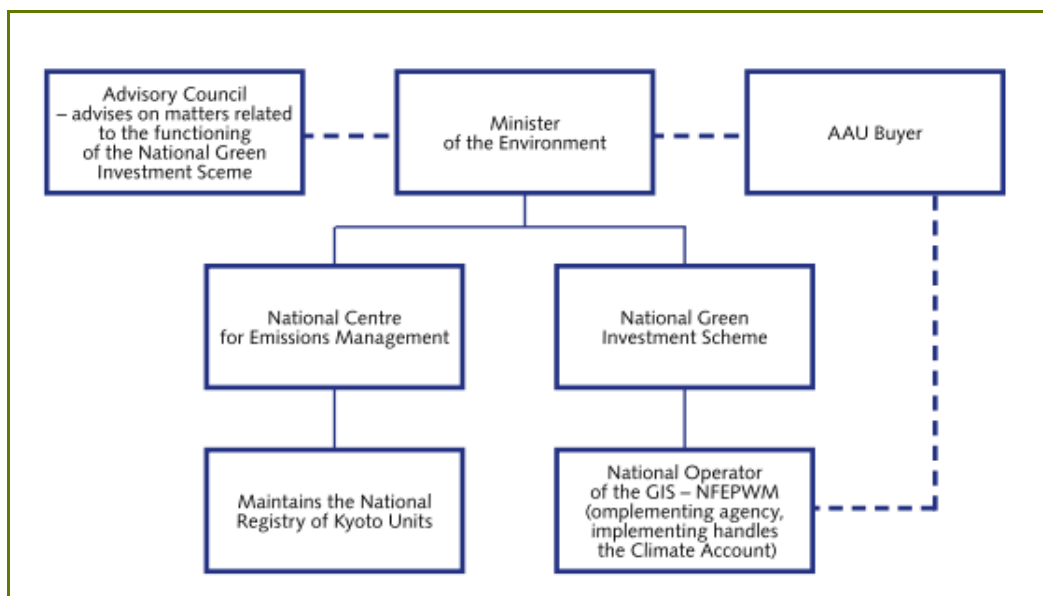 Advisory Council
– advises on matters related
to the functioning
of the National Green
Investment Sceme
Minister
of the Environment
AAU Buyer
National Centre
for Emissions Management
National Green
Investment Scheme
Maintains the National
Registry of Kyoto Units
National Operator
of the GIS – NFEPWM
(omplementing agency,
implementing handles
the Climate Account)